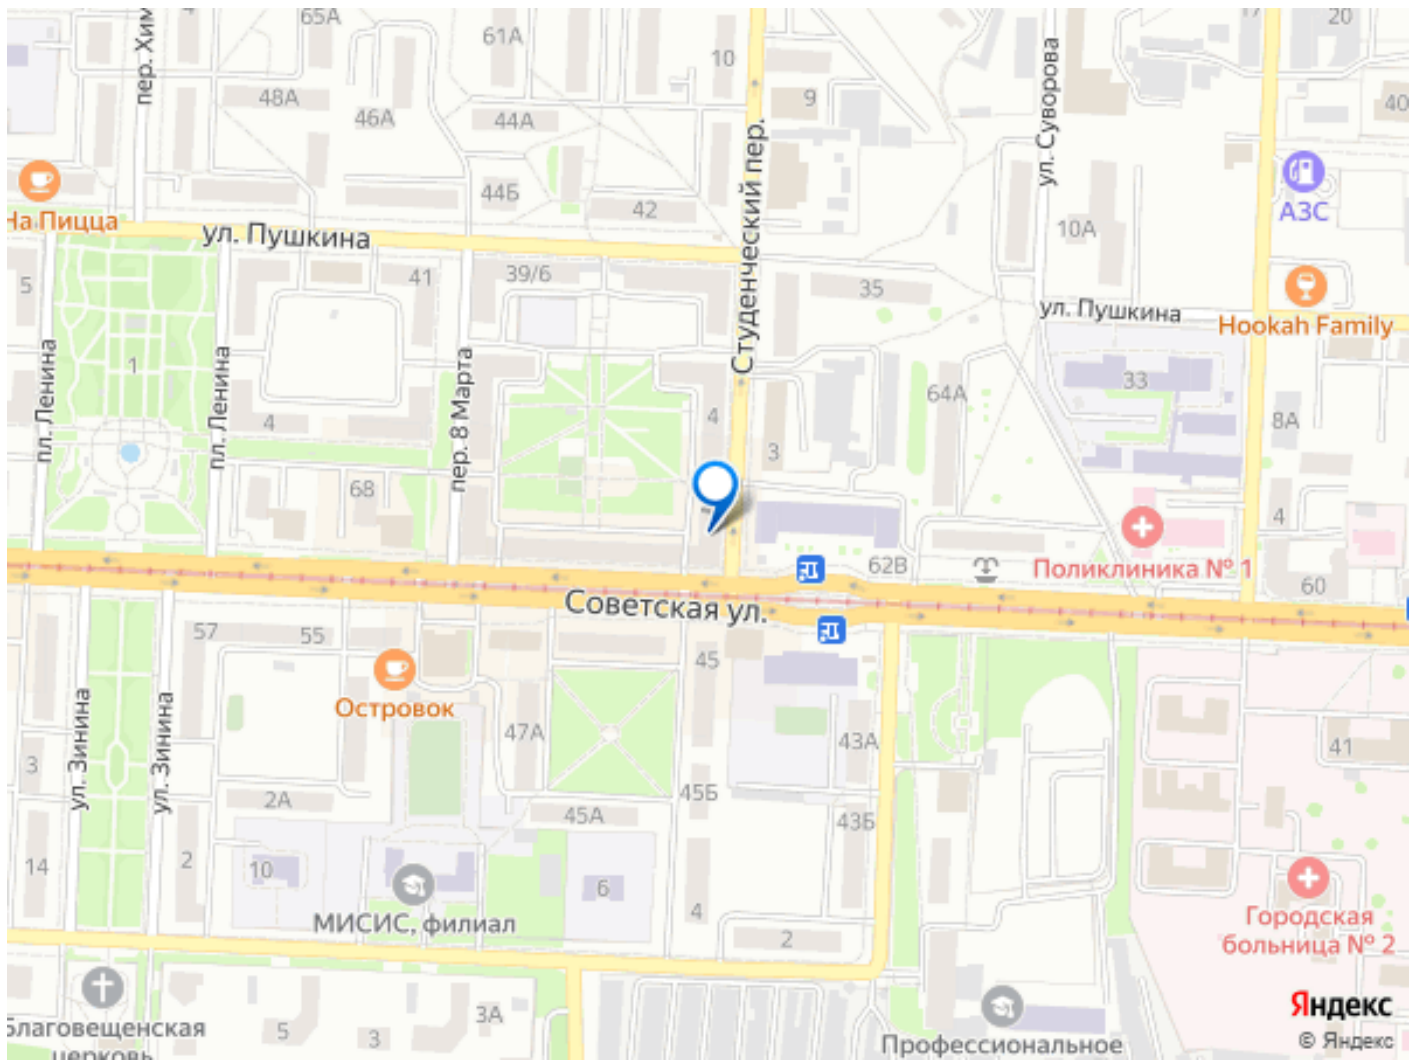 65А
61А
10
20
пер. Хим
48А
46А
44А
9
40
ул. Суворова
Студенческий пер.
44Б
42
На Пицца
10А
АЗС
ул. Пушкина
5
41
39/6
35
ул. Пушкина
Hookah Family
пл. Ленина
1
пл. Ленина
пер. 8 Марта
33
64А
4
4
8А
3
68
4
62В
Поликлиника № 1
60
Советская ул.
57
55
45
Островок
47А
43А
41
ул. Зинина
ул. Зинина
3
2А
45Б
45А
43Б
14
2
10
6
4
МИСИС, филиал
2
Городская
больница № 2
3А
5
3
Благовещенская
церковь
Профессиональное
Яндекс
© Яндекс